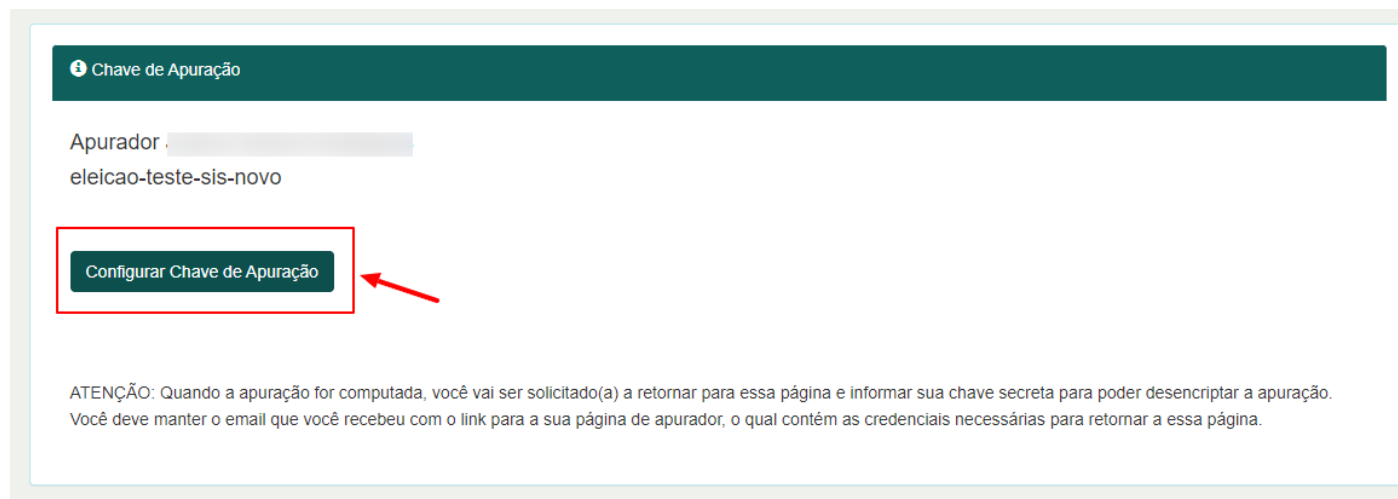 Chave de Apuração
Apurador
eleicao-teste-sis-novo
Configurar Chave de Apuração
ATENÇÃO: Quando a apuração for computada, você vai ser solicitado(a) a retornar para essa página e informar sua chave secreta para poder desencriptar a apuração.
Você deve manter o email que você recebeu com o link para a sua página de apurador, o qual contém as credenciais necessárias para retornar a essa página.